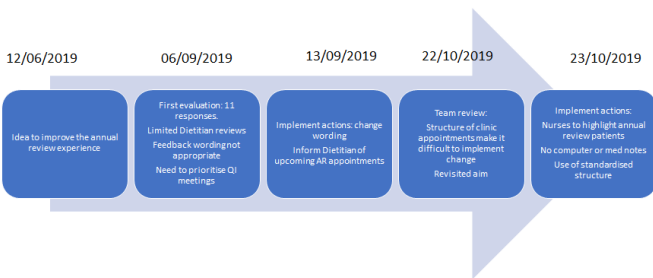 12/06/2019
06/09/2019
13/09/2019
22/10/2019
23/10/2019
Idea to improve the annual
review experience
First evaluation: 11
responses.
Limited Dietitian reviews
Feedback wording not
appropriate
Need to prioritise QI
meetings
Implement actions: change
wording
Inform Dietitian of
upcoming AR appointments
Team review:
Structure of clinic
appointments make it
difficult to implement
change
Revisited aim
Implement actions:
Nurses to highlight annual
review patients
No computer or med notes
Use of standardised
structure